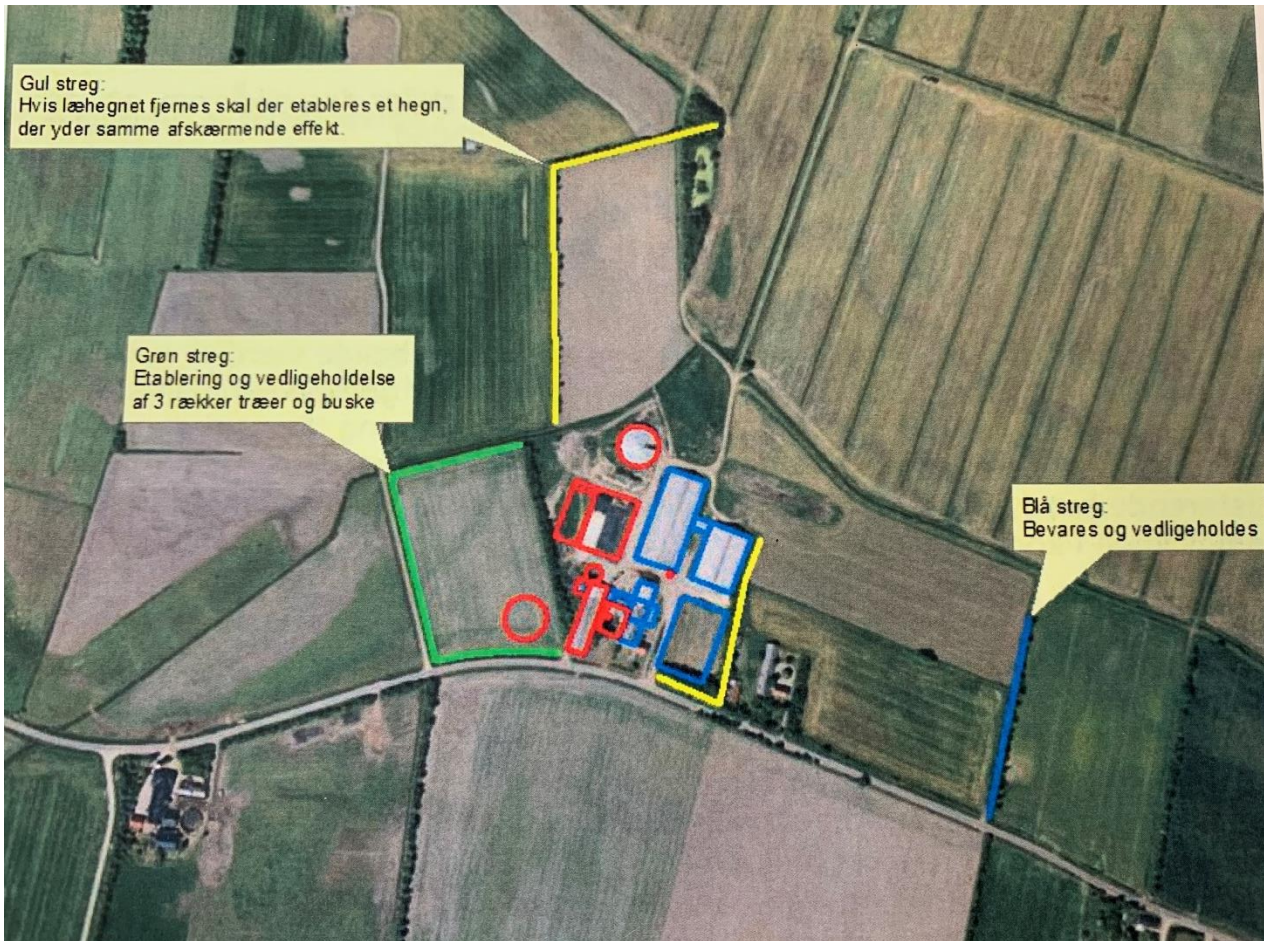 Gul streg:
Hvis læhegnet fjernes skal der etableres et hegn,
der yder samme afskærmende effekt.
Grøn streg:
Etablering og vedligeholdelse
af 3 rækker træer og buske
Blå streg:
Bevares og vedligeholdes